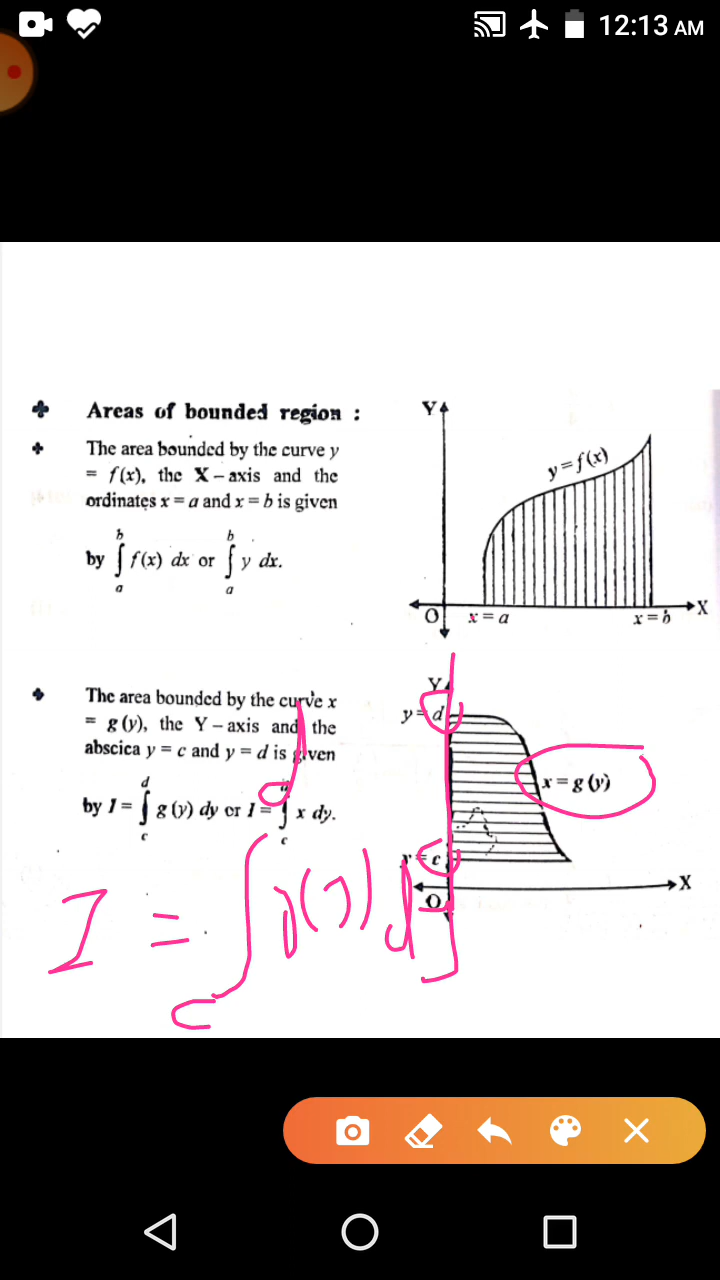 12:13 AM
Areas of bounded region :
The area bounded by the curve y
= f(x), the X – axis and the
ordinates x = a and x = b is given
by ∫ₐᵇ f(x) dx or ∫ₐᵇ y dx.
Y
y = f(x)
O x = a x = b X
The area bounded by the curve x
= g (y), the Y – axis and the
abscica y = c and y = d is given
by I = ∫ g (y) dy or I = ∫ x dy.
d
c
c
Y
y = d
x = g (y)
y = c
X
O
I = ∫
d
c